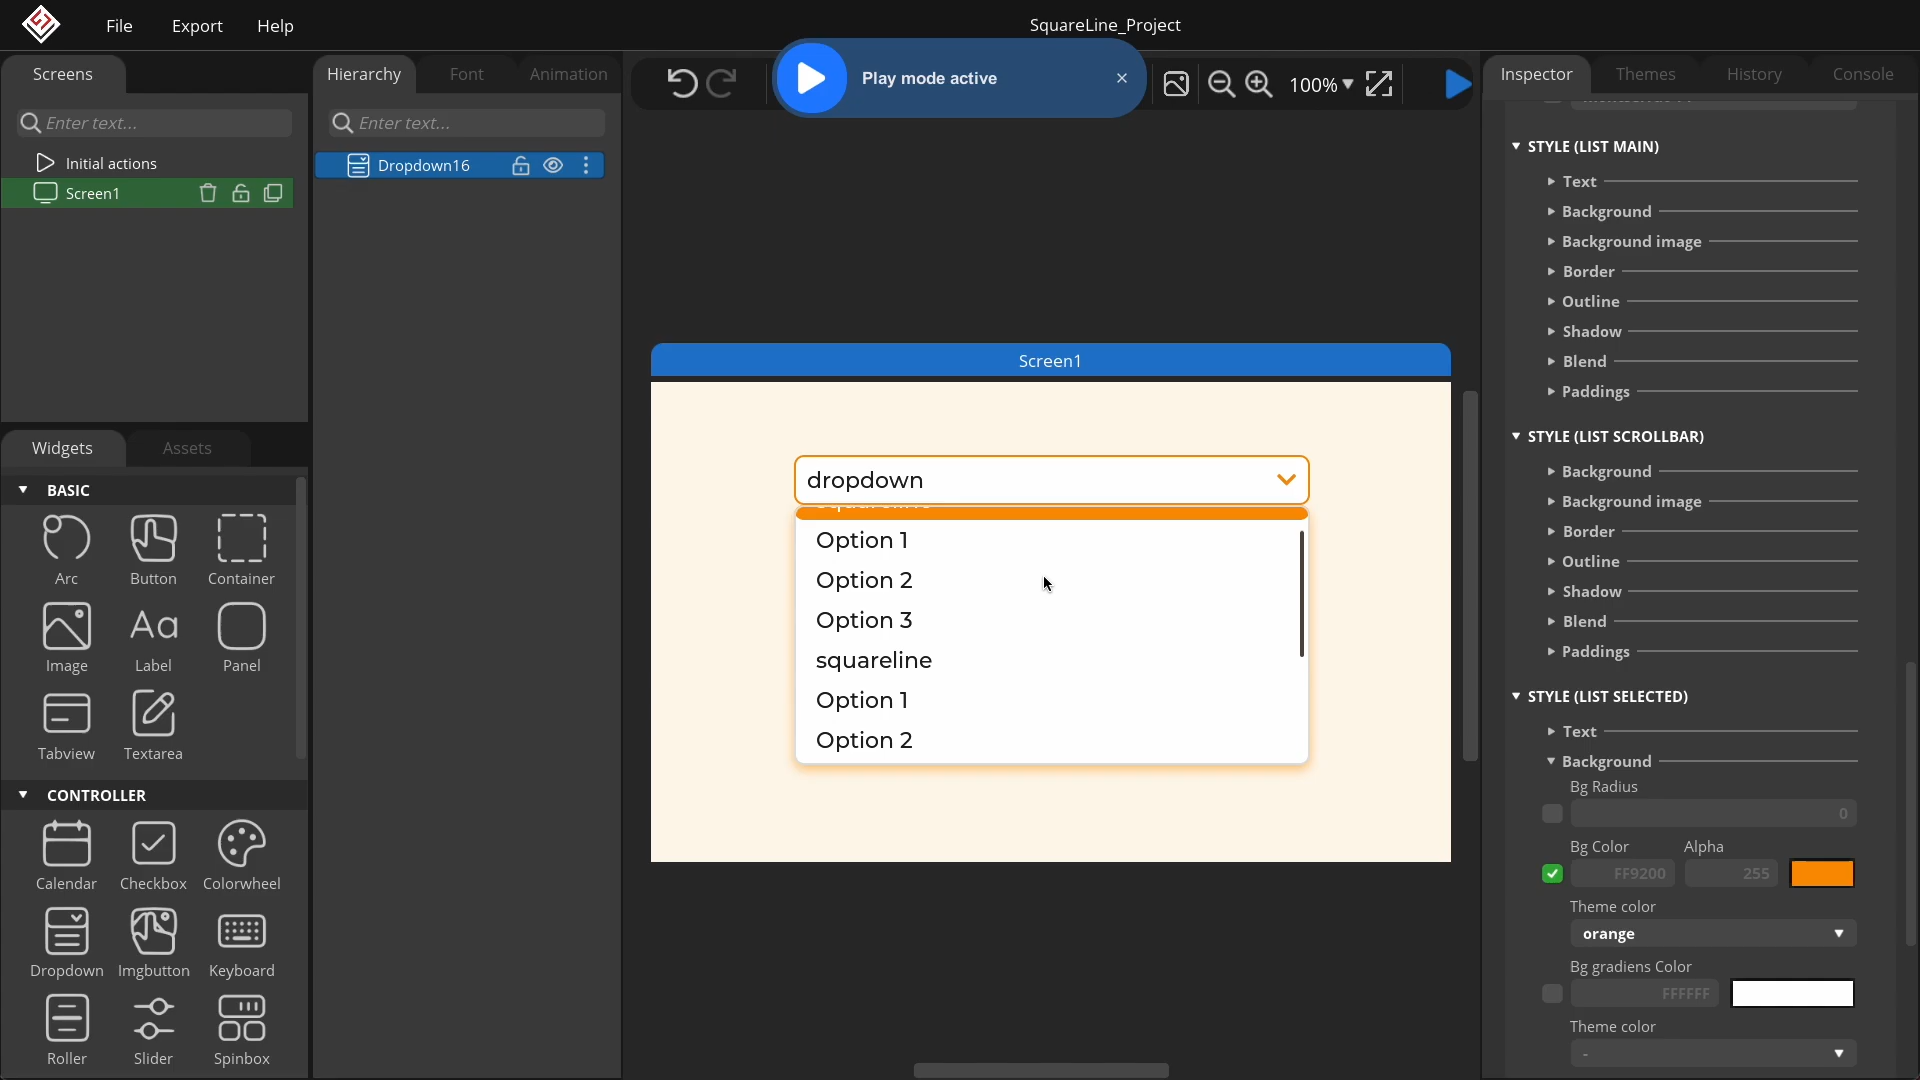 File Export Help
SquareLine_Project
Play mode active
100%
Screens
Enter text...
Initial actions
Screen1
Hierarchy Font Animation
Enter text...
Dropdown16
Widgets Assets
BASIC
Arc Button Container
Image Label Panel
Tabview Textarea
CONTROLLER
Calendar Checkbox Colorwheel
Dropdown Imgbutton Keyboard
Roller Slider Spinbox
Screen1
dropdown
squareline
Option 1
Option 2
Option 3
squareline
Option 1
Option 2
Inspector Themes History Console
STYLE (LIST MAIN)
Text
Background
Background image
Border
Outline
Shadow
Blend
Paddings
STYLE (LIST SCROLLBAR)
Background
Background image
Border
Outline
Shadow
Blend
Paddings
STYLE (LIST SELECTED)
Text
Background
Bg Radius
0
Bg Color Alpha
FF9200 255
Theme color
orange
Bg gradiens Color
FFFFFF
Theme color
-